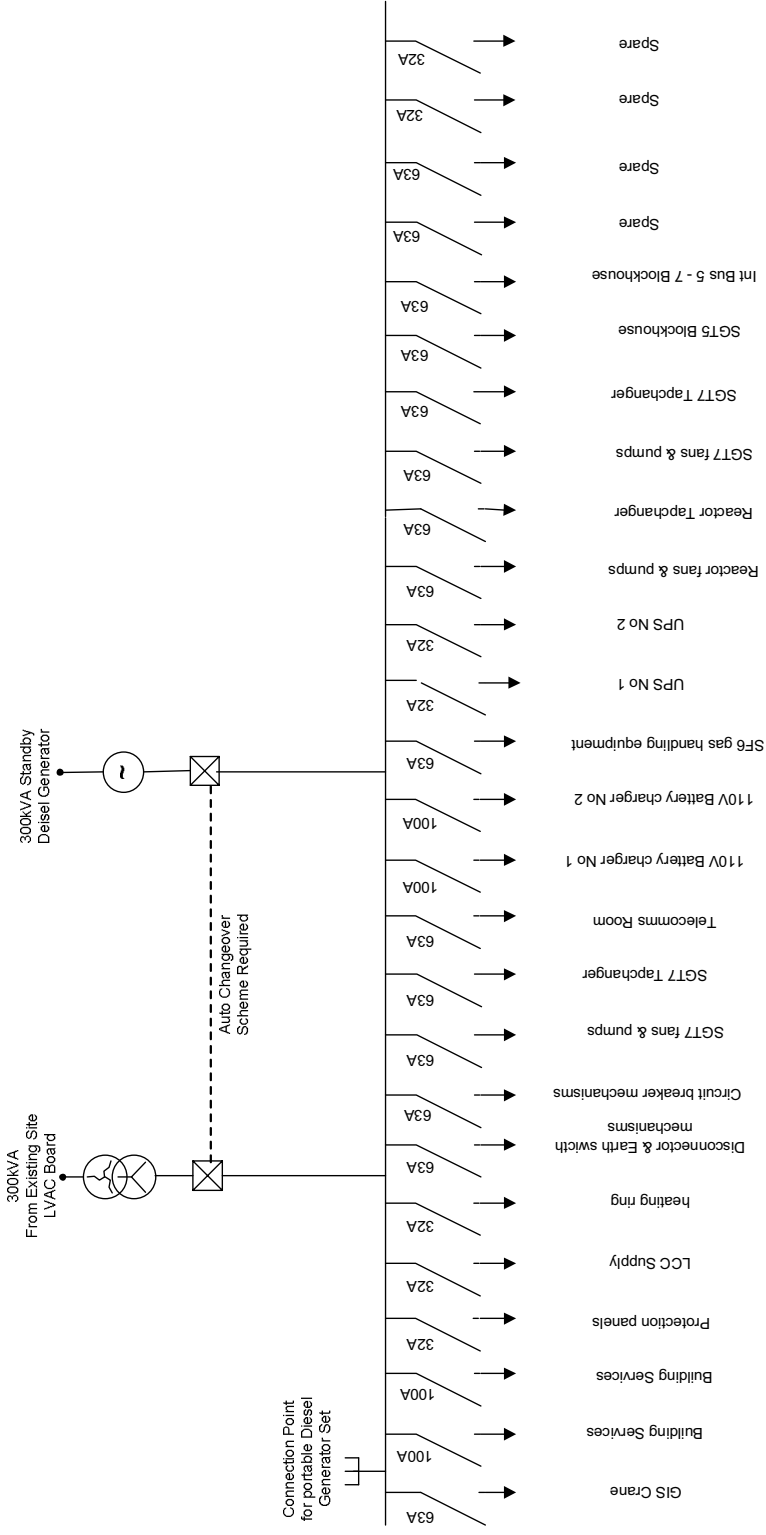 300kVA
From Existing Site
LVAC Board
300kVA Standby
Deisel Generator
Auto Changeover
Scheme Required
Connection Point
for portable Diesel
Generator Set
63A
GIS Crane
100A
Building Services
100A
Building Services
32A
Protection panels
32A
LCC Supply
32A
heating ring
63A
Disconnector & Earth swicth
mechanisms
63A
Circuit breaker mechanisms
63A
SGT7 fans & pumps
63A
SGT7 Tapchanger
63A
Telecomms Room
100A
110V Battery charger No 1
100A
110V Battery charger No 2
63A
SF6 gas handling equipment
32A
UPS No 1
32A
UPS No 2
63A
Reactor fans & pumps
63A
Reactor Tapchanger
63A
SGT7 fans & pumps
63A
SGT7 Tapchanger
63A
SGT5 Blockhouse
63A
Int Bus 5 - 7 Blockhouse
63A
Spare
63A
Spare
32A
Spare
32A
Spare